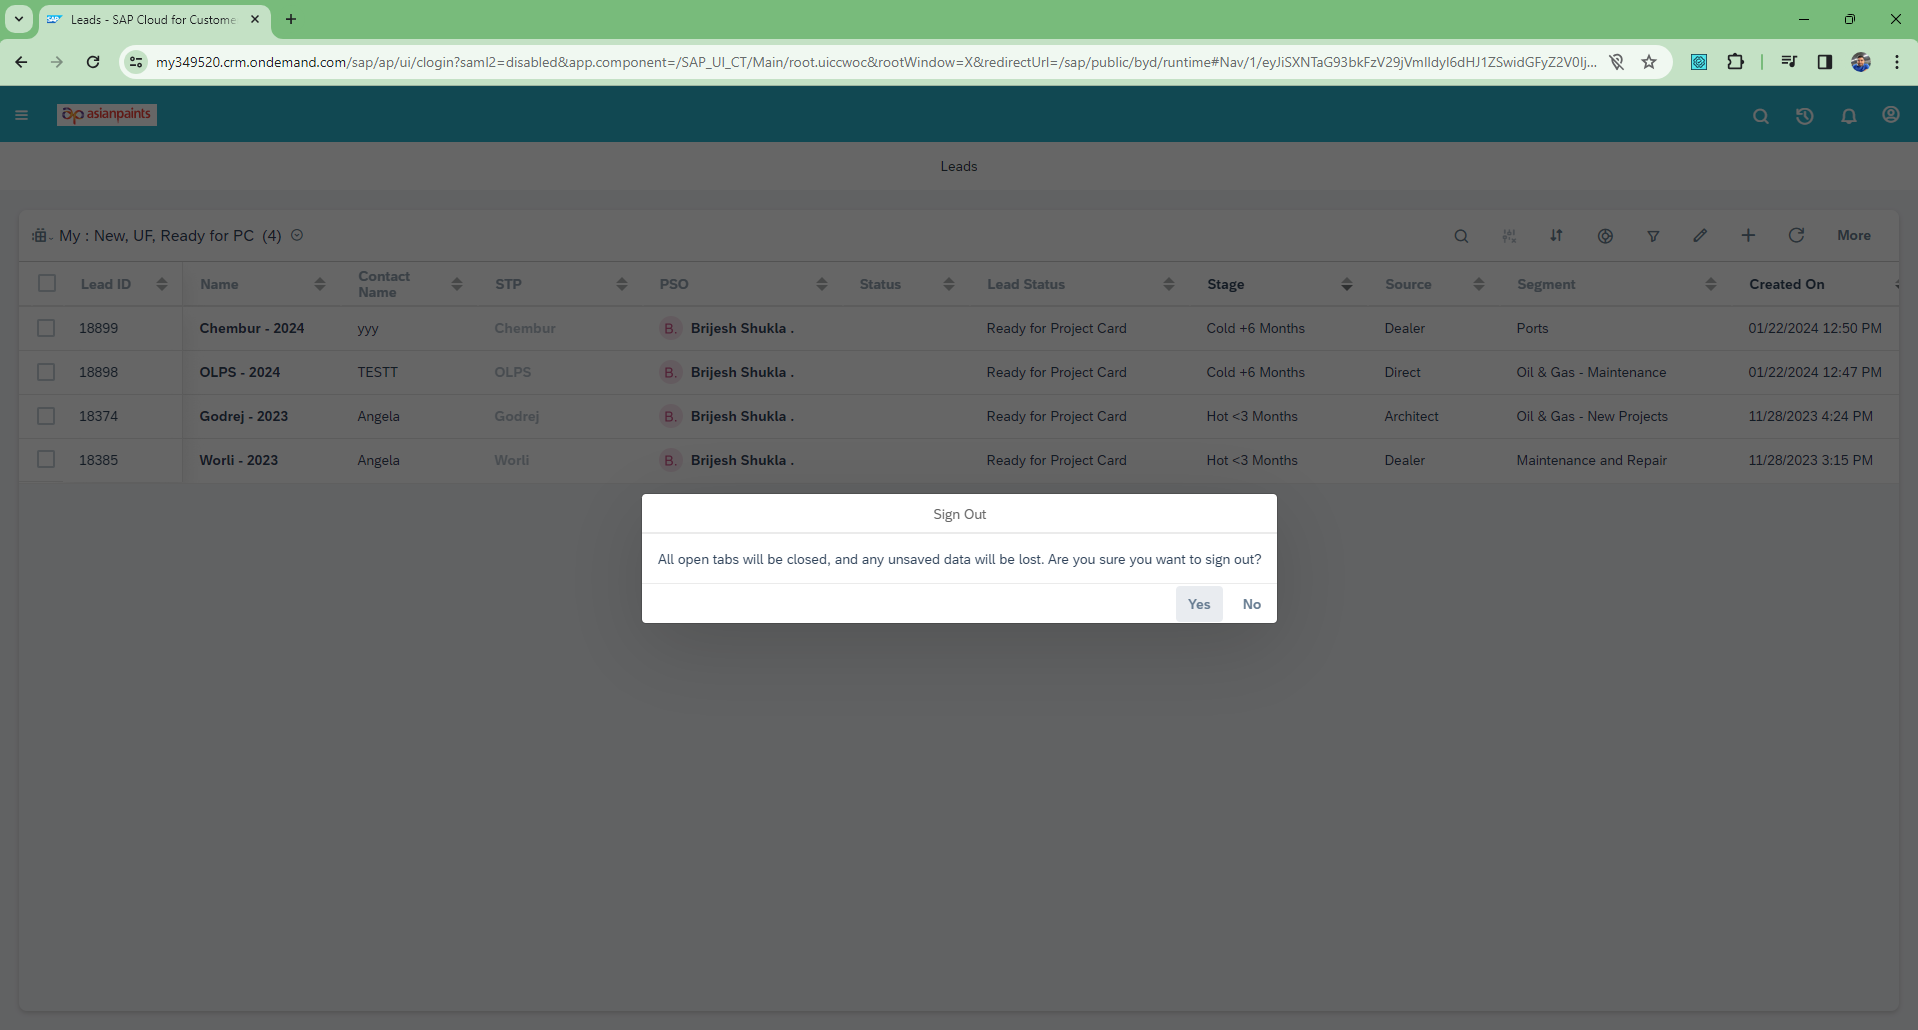 Leads - SAP Cloud for Custome
my349520.crm.ondemand.com/sap/ap/ui/clogin?saml2=disabled&app.component=/SAP_UI_CT/Main/root.uiccwoc&rootWindow=X&redirectUrl=/sap/public/byd/runtime#Nav/1/eyJiSXNTaG93bkFzV29jVmlldyI6dHJ1ZSwidGFyZ2V0Ij...
asianpaints
Leads
My : New, UF, Ready for PC (4)
More
Lead ID Name Contact Name STP PSO Status Lead Status Stage Source Segment Created On
18899 Chembur - 2024 yyy Chembur B. Brijesh Shukla . Ready for Project Card Cold +6 Months Dealer Ports 01/22/2024 12:50 PM
18898 OLPS - 2024 TESTT OLPS B. Brijesh Shukla . Ready for Project Card Cold +6 Months Direct Oil & Gas - Maintenance 01/22/2024 12:47 PM
18374 Godrej - 2023 Angela Godrej B. Brijesh Shukla . Ready for Project Card Hot <3 Months Architect Oil & Gas - New Projects 11/28/2023 4:24 PM
18385 Worli - 2023 Angela Worli B. Brijesh Shukla . Ready for Project Card Hot <3 Months Dealer Maintenance and Repair 11/28/2023 3:15 PM
Sign Out
All open tabs will be closed, and any unsaved data will be lost. Are you sure you want to sign out?
Yes No